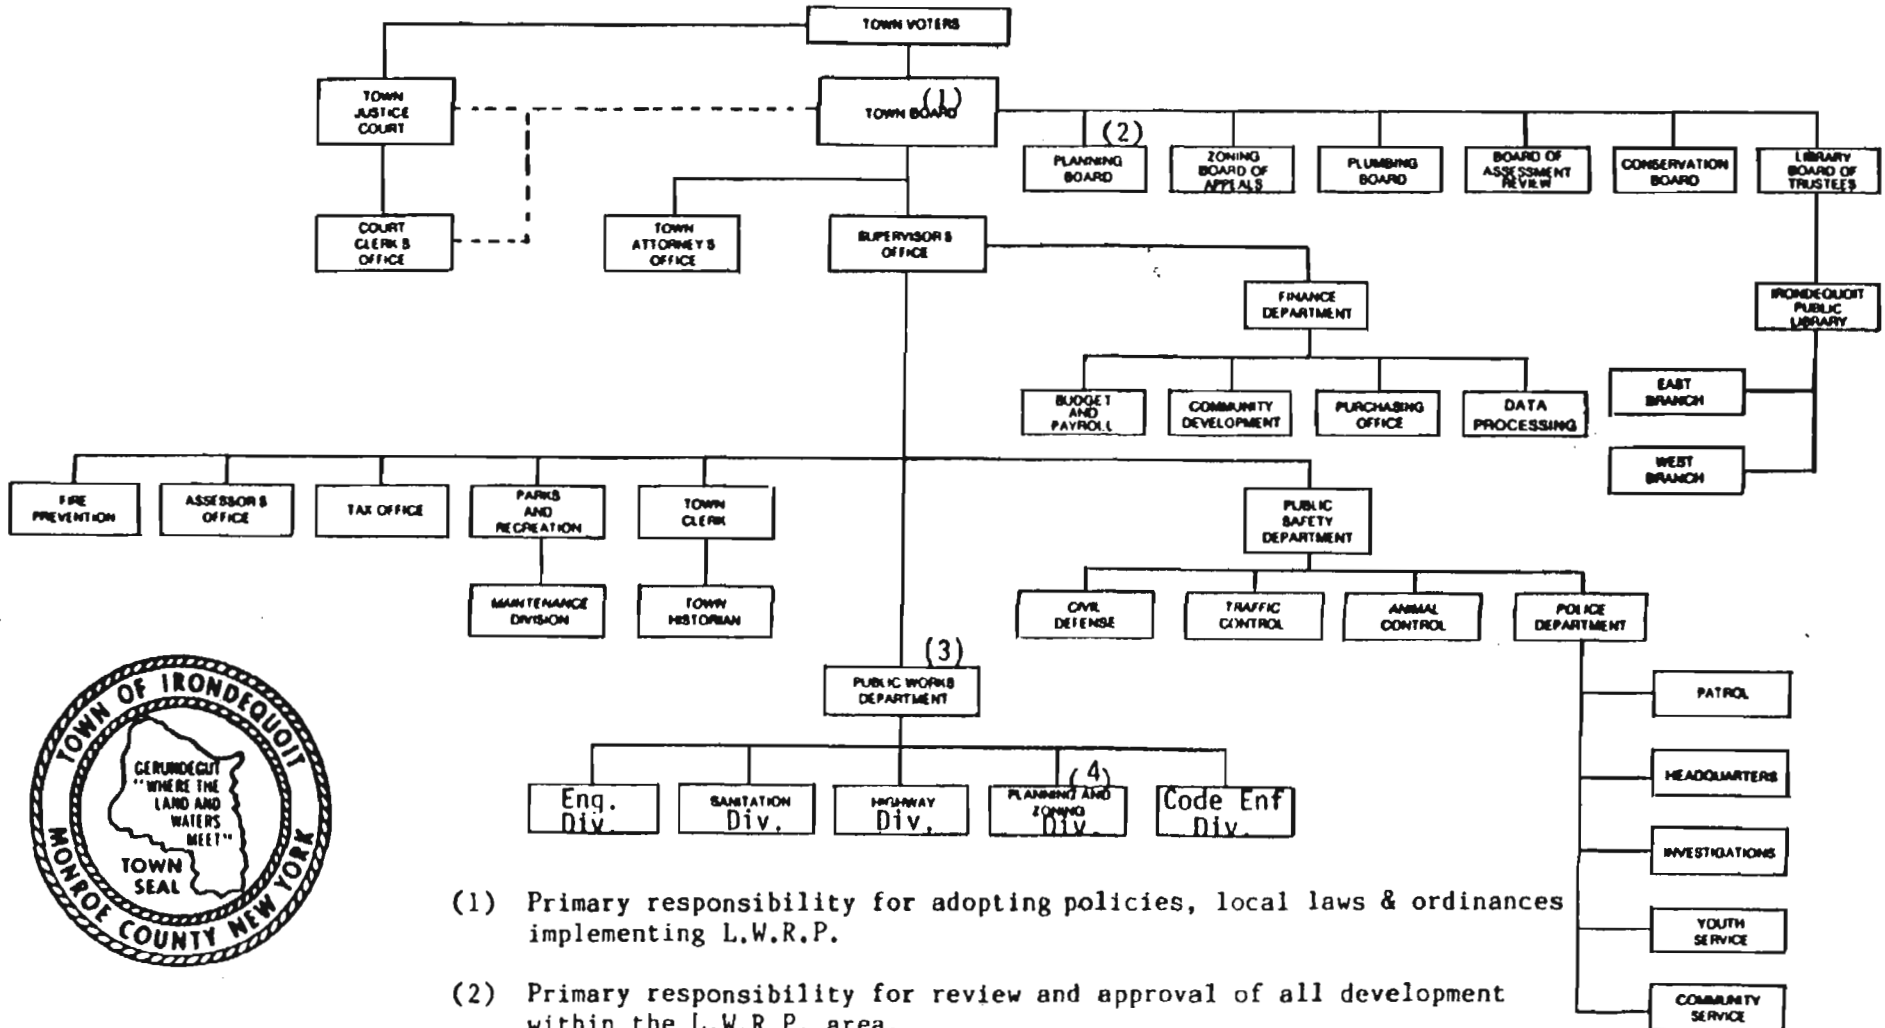 TOWN VOTERS
TOWN
JUSTICE
COURT
(1)
TOWN BOARD
(2)
PLANNING
BOARD
ZONING
BOARD OF
APPEALS
PLUMBING
BOARD
BOARD OF
ASSESSMENT
REVIEW
CONSERVATION
BOARD
LIBRARY
BOARD OF
TRUSTEES
COURT
CLERKS
OFFICE
TOWN
ATTORNEYS
OFFICE
SUPERVISORS
OFFICE
FINANCE
DEPARTMENT
IRONDEQUOIT
PUBLIC
LIBRARY
BUDGET
AND
PAYROLL
COMMUNITY
DEVELOPMENT
PURCHASING
OFFICE
DATA
PROCESSING
EAST
BRANCH
WEST
BRANCH
FIRE
PREVENTION
ASSESSORS
OFFICE
TAX OFFICE
PARKS
AND
RECREATION
TOWN
CLERK
PUBLIC
SAFETY
DEPARTMENT
MAINTENANCE
DIVISION
TOWN
HISTORIAN
CIVIL
DEFENSE
TRAFFIC
CONTROL
ANIMAL
CONTROL
POLICE
DEPARTMENT
(3)
PUBLIC WORKS
DEPARTMENT
PATROL
HEADQUARTERS
INVESTIGATIONS
YOUTH
SERVICE
COMMUNITY
SERVICE
Eng.
Div.
SANITATION
Div.
HIGHWAY
Div.
(4)
PLANNING AND
ZONING
Div.
Code Enf
Div.
TOWN OF IRONDEQUOIT
MONROE COUNTY NEW YORK
GERUNDEGUT
"WHERE THE
LAND AND
WATERS
MEET"
TOWN
SEAL
(1) Primary responsibility for adopting policies, local laws & ordinances
implementing L.W.R.P.
(2) Primary responsibility for review and approval of all development
within the L.W.R.P. area